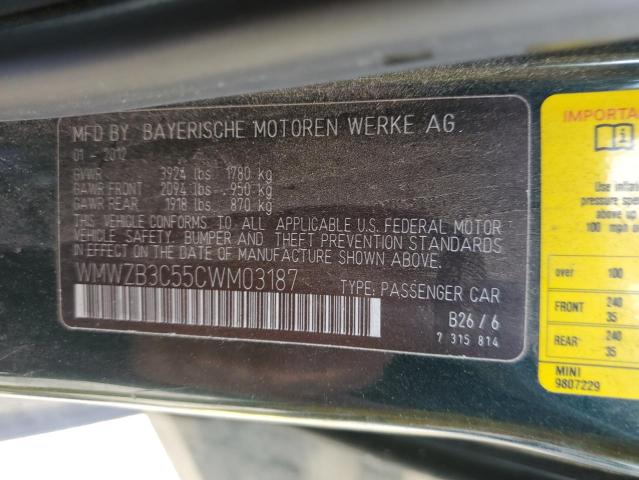 MFD BY BAYERISCHE MOTOREN WERKE AG.
01 - 2012
GVWR 3924 lbs 1780 kg
GAWR FRONT 2094 lbs - 950 kg
GAWR REAR 1918 lbs 870 kg
THIS VEHICLE CONFORMS TO ALL APPLICABLE U.S. FEDERAL MOTOR
VEHICLE SAFETY, BUMPER AND THEFT PREVENTION STANDARDS
IN EFFECT ON THE DATE OF MANUFACTURE SHOWN ABOVE.
WMWZB3C55CWM03187 TYPE: PASSENGER CAR
B26 / 6
7 315 814
IMPORTA
Use inflat
pressure spe
above up
100 mph o
over 100
FRONT 240
35
REAR 240
35
MINI
9807229